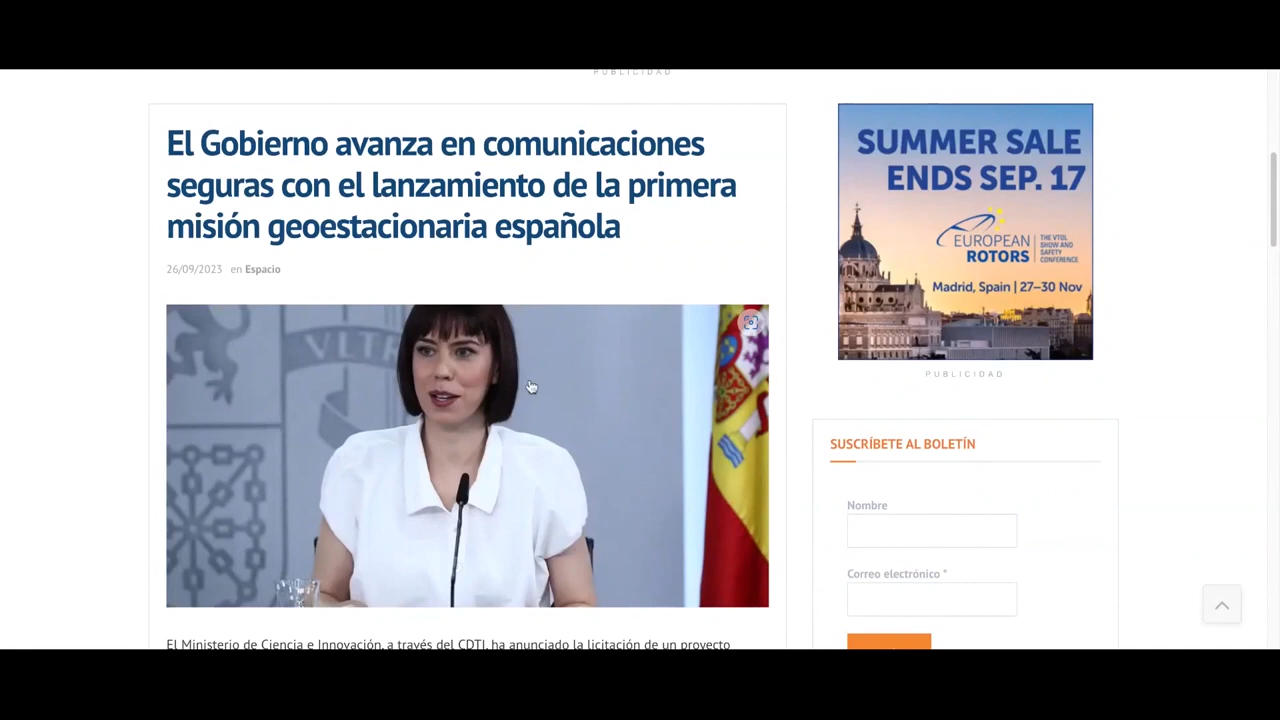 PUBLICIDAD
El Gobierno avanza en comunicaciones
seguras con el lanzamiento de la primera
misión geoestacionaria española
26/09/2023 en Espacio
VLTR
El Ministerio de Ciencia e Innovación, a través del CDTI, ha anunciado la licitación de un proyecto
SUMMER SALE
ENDS SEP. 17
EUROPEAN
ROTORS
THE VTOL
SHOW AND
SAFETY
CONFERENCE
Madrid, Spain | 27–30 Nov
PUBLICIDAD
SUSCRÍBETE AL BOLETÍN
Nombre
Correo electrónico *